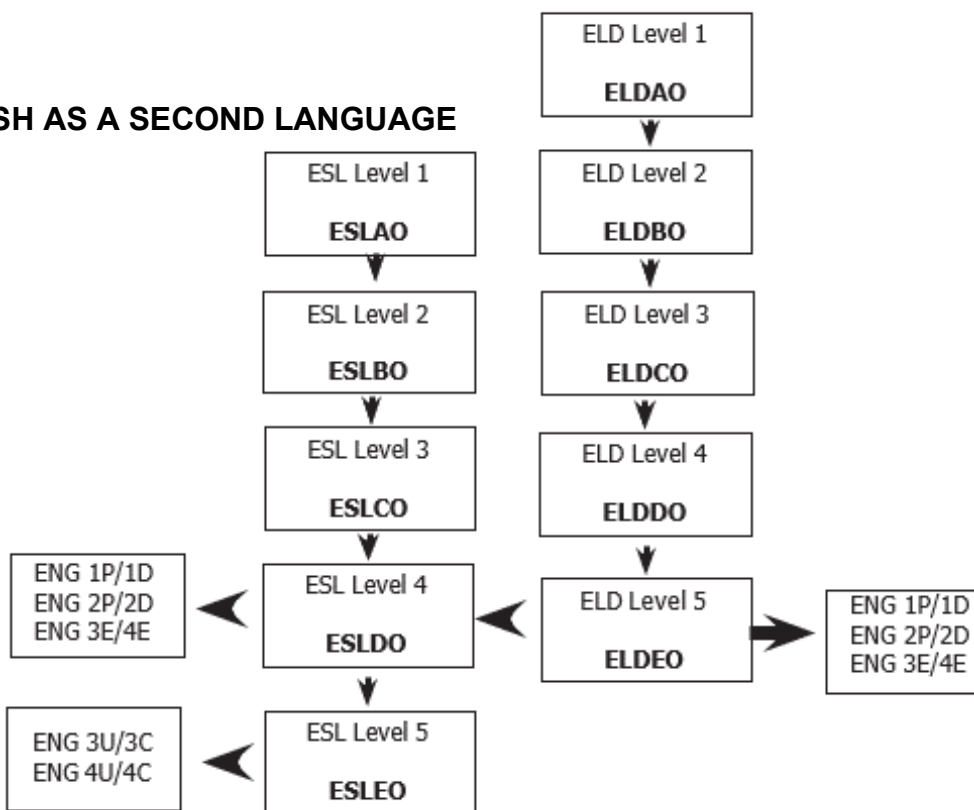 ELD Level 1
ELDAO
SH AS A SECOND LANGUAGE
ESL Level 1
ESLAO
ELD Level 2
ELDBO
ESL Level 2
ESLBO
ELD Level 3
ELDCO
ESL Level 3
ESLCO
ELD Level 4
ELDDO
ENG 1P/1D
ENG 2P/2D
ENG 3E/4E
ESL Level 4
ESLDO
ELD Level 5
ELDEO
ENG 1P/1D
ENG 2P/2D
ENG 3E/4E
ENG 3U/3C
ENG 4U/4C
ESL Level 5
ESLEO